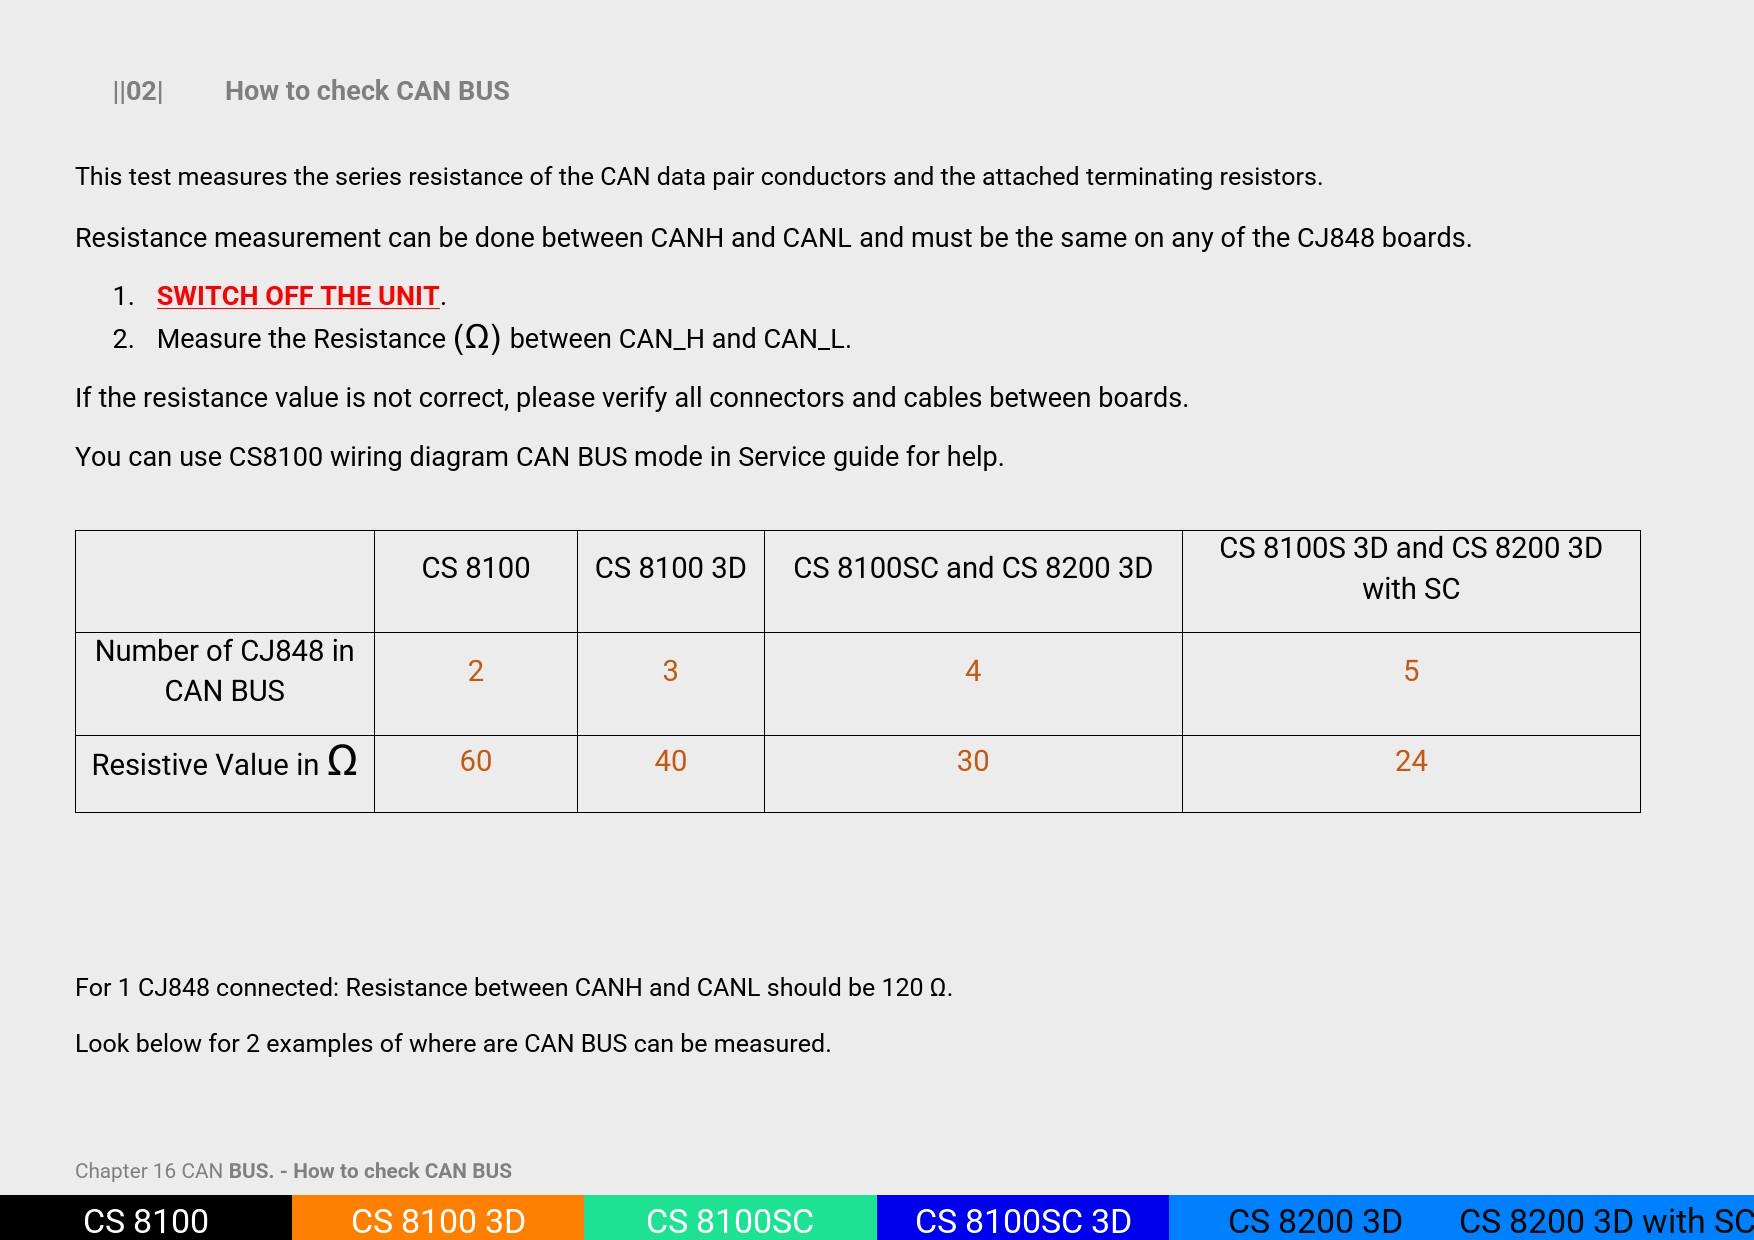 ||02| How to check CAN BUS
This test measures the series resistance of the CAN data pair conductors and the attached terminating resistors.
Resistance measurement can be done between CANH and CANL and must be the same on any of the CJ848 boards.
1. SWITCH OFF THE UNIT.
2. Measure the Resistance (Ω) between CAN_H and CAN_L.
If the resistance value is not correct, please verify all connectors and cables between boards.
You can use CS8100 wiring diagram CAN BUS mode in Service guide for help.
CS 8100 CS 8100 3D CS 8100SC and CS 8200 3D CS 8100S 3D and CS 8200 3D
with SC
Number of CJ848 in
CAN BUS 2 3 4 5
Resistive Value in Ω 60 40 30 24
For 1 CJ848 connected: Resistance between CANH and CANL should be 120 Ω.
Look below for 2 examples of where are CAN BUS can be measured.
Chapter 16 CAN BUS. - How to check CAN BUS
CS 8100 CS 8100 3D CS 8100SC CS 8100SC 3D CS 8200 3D CS 8200 3D with SC